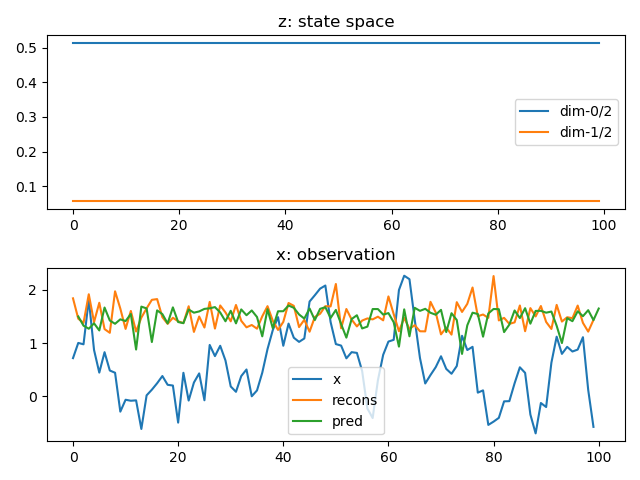 z: state space
0.5
0.4
0.3
0.2
0.1
dim-0/2
dim-1/2
0 20 40 60 80 100
x: observation
2
1
0
x
recons
pred
0 20 40 60 80 100